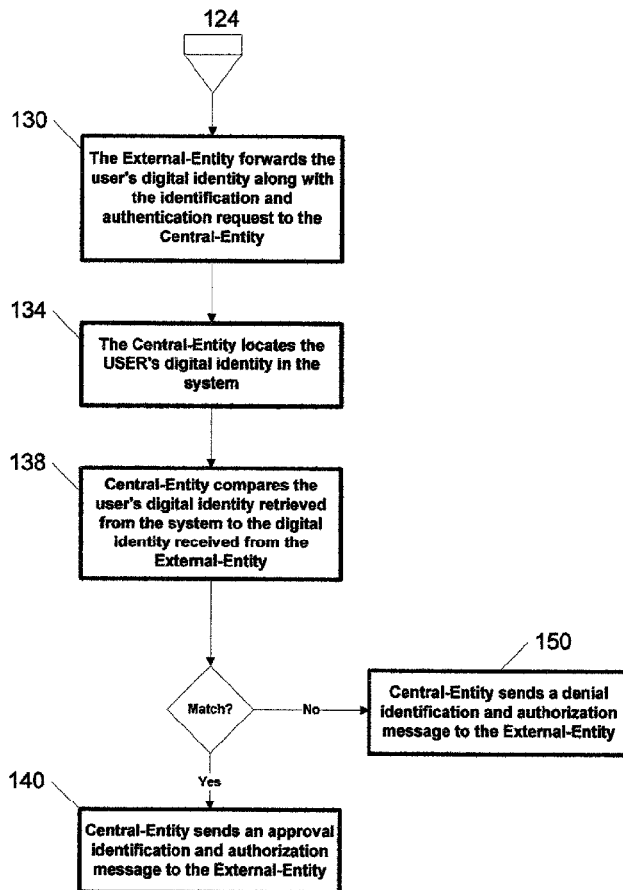 124
130
The External-Entity forwards the
user's digital identity along with
the identification and
authentication request to the
Central-Entity
134
The Central-Entity locates the
USER's digital identity in the
system
138
Central-Entity compares the
user's digital identity retrieved
from the system to the digital
identity received from the
External-Entity
Match?
No
150
Central-Entity sends a denial
identification and authorization
message to the External-Entity
Yes
140
Central-Entity sends an approval
identification and authorization
message to the External-Entity